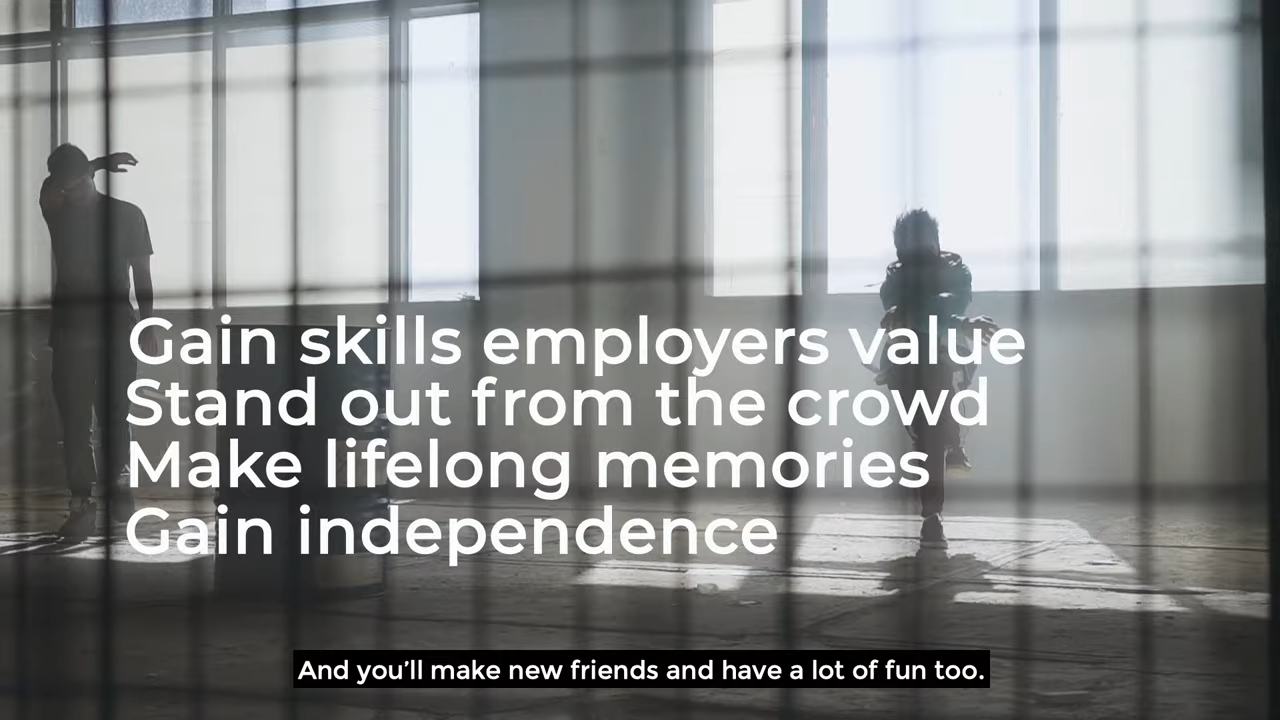 Gain skills employers value
Stand out from the crowd
Make lifelong memories
Gain independence
And you’ll make new friends and have a lot of fun too.